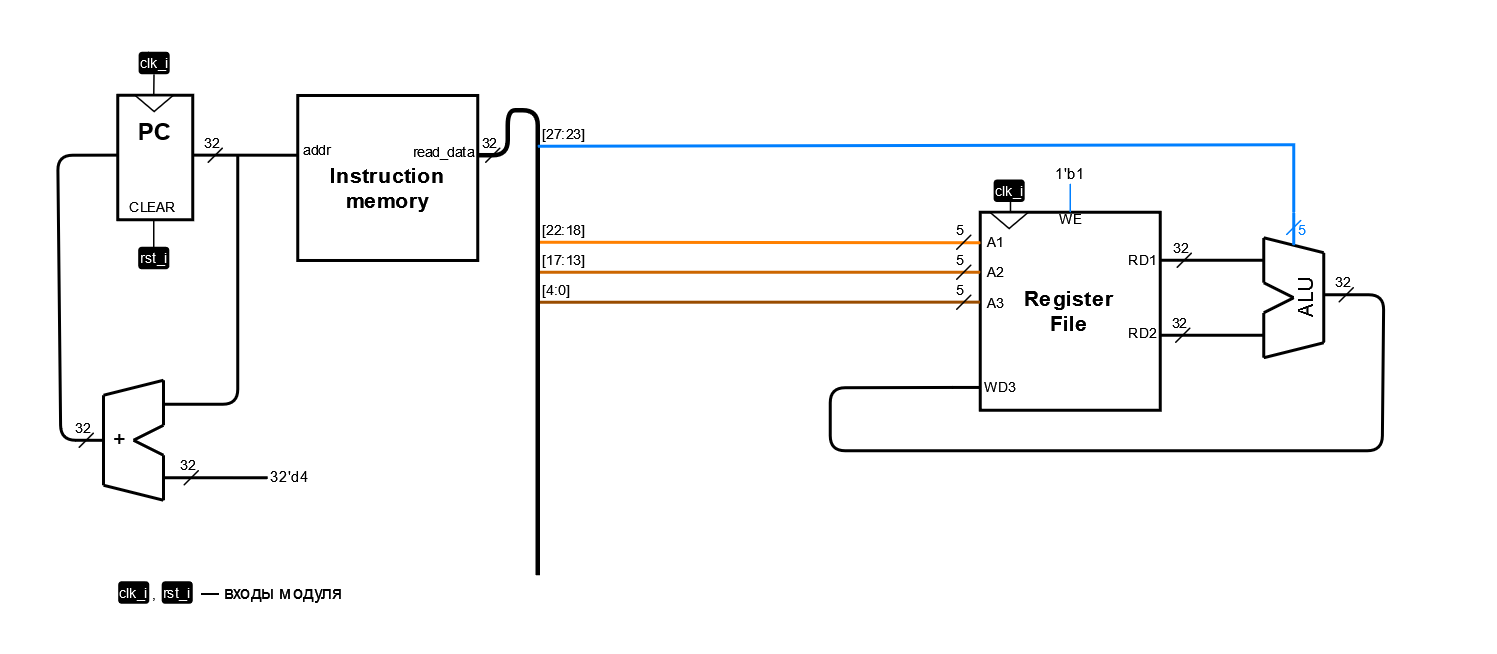 clk_i
PC
CLEAR
rst_i
32
addr
read_data
Instruction
memory
32
[27:23]
[22:18]
[17:13]
[4:0]
5
5
5
clk_i
1'b1
WE
A1
A2
A3
WD3
Register
File
RD1
RD2
32
32
5
ALU
32
32
+
32
32'd4
clk_i , rst_i — входы модуля